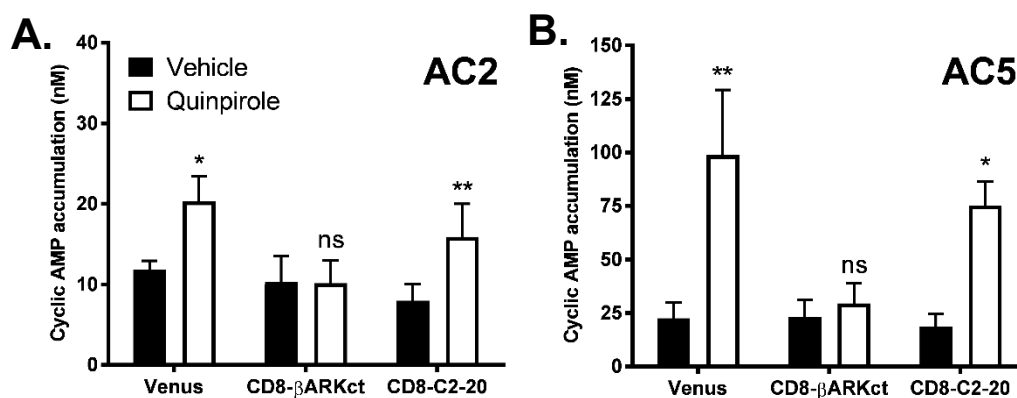 A.
Cyclic AMP accumulation (nM)
40
30
20
10
0
Vehicle
Quinpirole
AC2
*
ns
**
Venus
CD8-βARKct
CD8-C2-20
B.
Cyclic AMP accumulation (nM)
150
125
100
75
50
25
0
AC5
**
ns
*
Venus
CD8-βARKct
CD8-C2-20